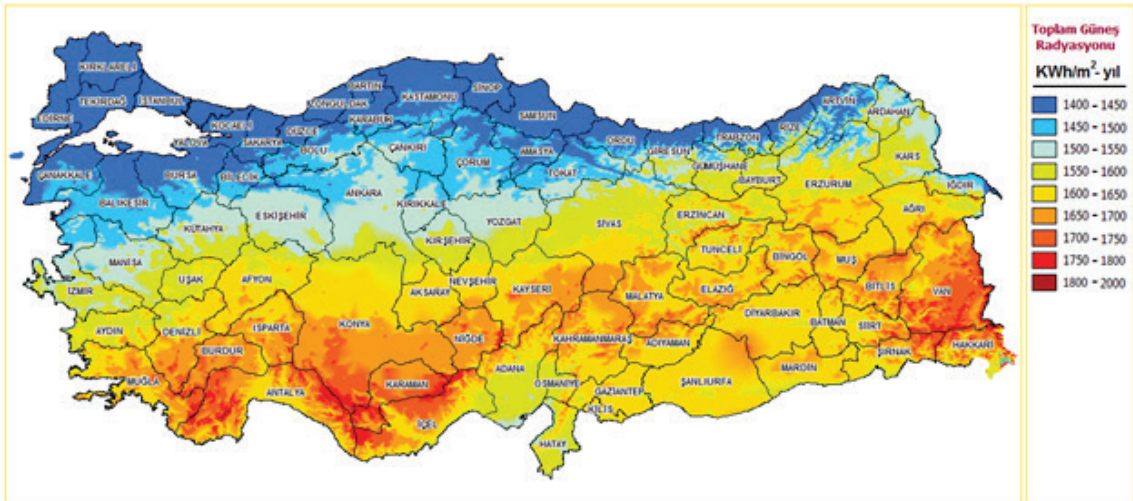 Toplam Güneş
Radyasyonu
KWh/m²- yıl
1400 - 1450
1450 - 1500
1500 - 1550
1550 - 1600
1600 - 1650
1650 - 1700
1700 - 1750
1750 - 1800
1800 - 2000
KIRKLARELİ
TEKİRDAĞ
İSTANBUL
EDİRNE
KOCAELİ
YALOVA
SAKARYA
DÜZCE
ZONGULDAK
BARTIN
KARABÜK
KASTAMONU
SİNOP
SAMSUN
ORDU
GİRESUN
TRABZON
RİZE
ARTVİN
ARDAHAN
ÇANAKKALE
BURSA
BİLECİK
BOLU
ÇANKIRI
ÇORUM
AMASYA
TOKAT
GÜMÜŞHANE
BAYBURT
ERZURUM
KARS
IĞDIR
BALIKESİR
KÜTAHYA
ESKİŞEHİR
ANKARA
KIRIKKALE
YOZGAT
SİVAS
ERZİNCAN
AĞRI
MANİSA
UŞAK
AFYON
KIRŞEHİR
NEVŞEHİR
AKSARAY
KAYSERİ
MALATYA
TUNCELİ
ELAZIĞ
BİNGÖL
MUŞ
BİTLİS
VAN
İZMİR
AYDIN
DENİZLİ
ISPARTA
BURDUR
KONYA
NİĞDE
KAHRAMANMARAŞ
ADIYAMAN
DİYARBAKIR
BATMAN
SİİRT
ŞIRNAK
HAKKARİ
MUĞLA
ANTALYA
KARAMAN
İÇEL
ADANA
OSMANİYE
GAZİANTEP
KİLİS
ŞANLIURFA
MARDİN
HATAY